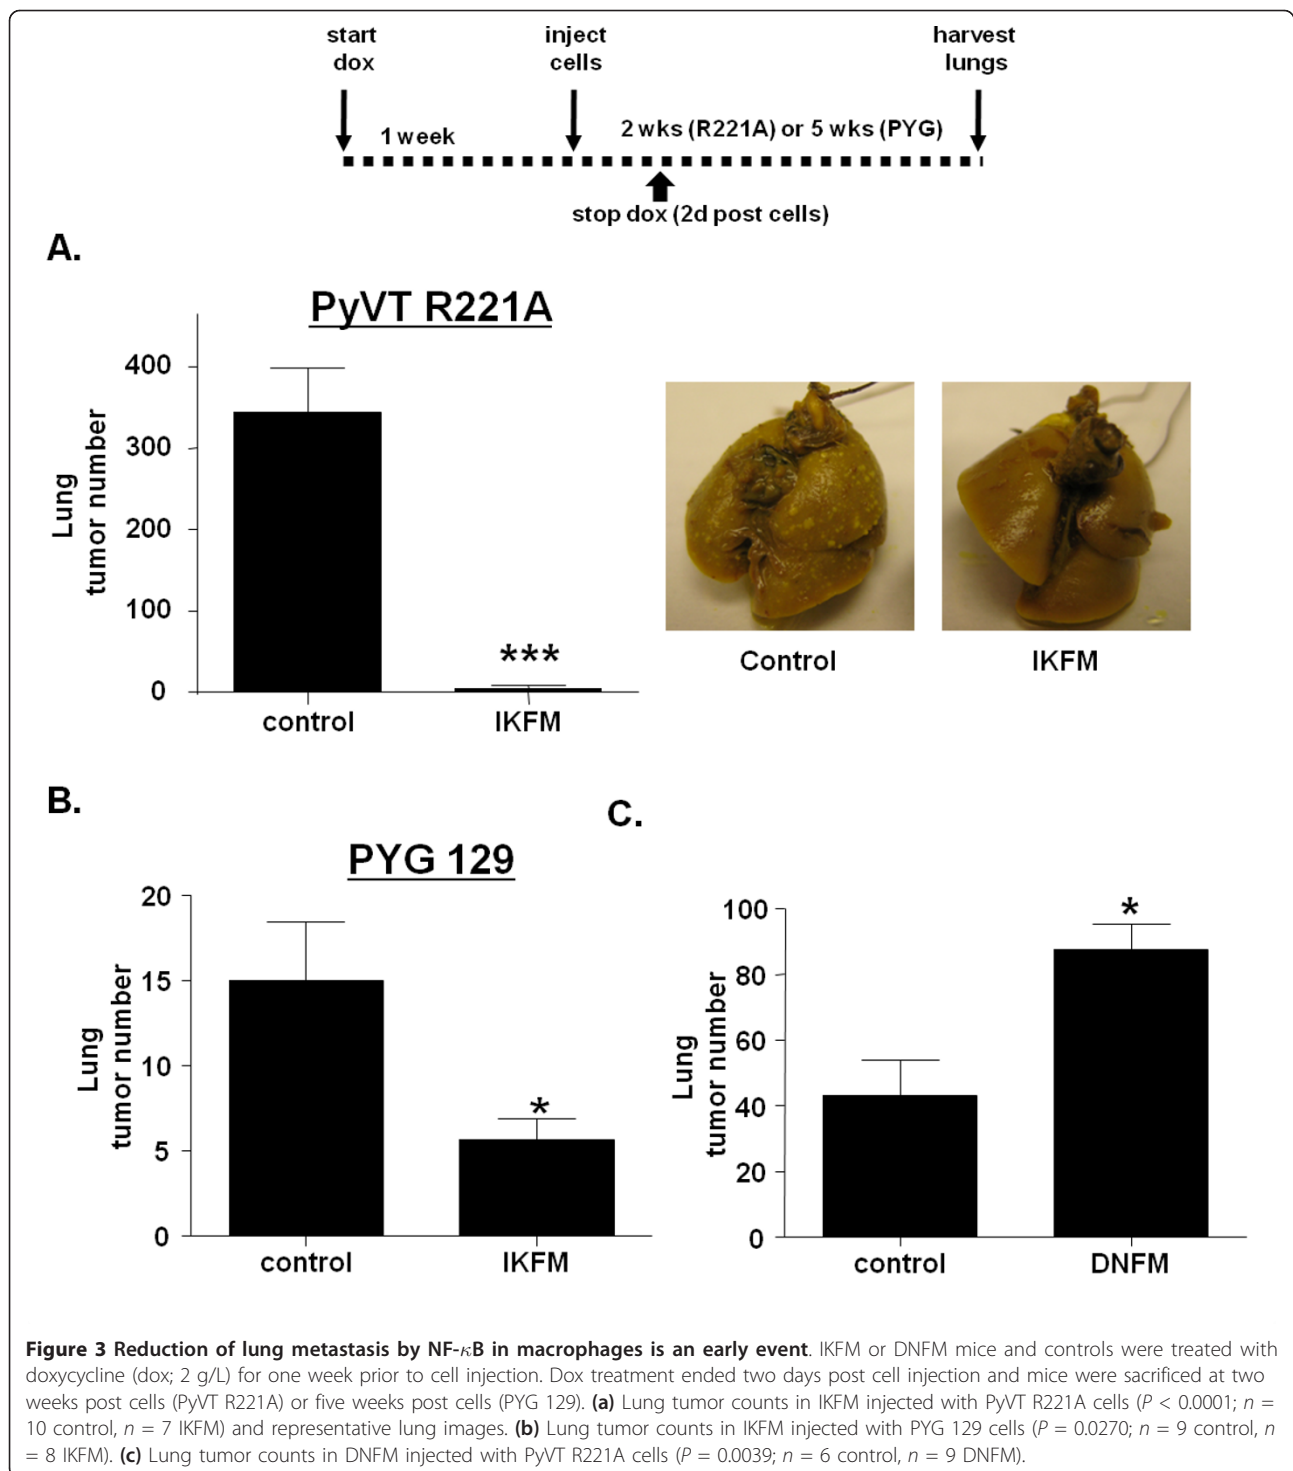 start
dox
inject
cells
harvest
lungs
1 week
2 wks (R221A) or 5 wks (PYG)
stop dox (2d post cells)
A.
PyVT R221A
Lung
tumor number
400
300
200
100
0
***
control
IKFM
Control
IKFM
B.
PYG 129
Lung
tumor number
20
15
10
5
0
*
control
IKFM
C.
Lung
tumor number
100
80
60
40
20
0
*
control
DNFM
Figure 3 Reduction of lung metastasis by NF-κB in macrophages is an early event. IKFM or DNFM mice and controls were treated with
doxycycline (dox; 2 g/L) for one week prior to cell injection. Dox treatment ended two days post cell injection and mice were sacrificed at two
weeks post cells (PyVT R221A) or five weeks post cells (PYG 129). (a) Lung tumor counts in IKFM injected with PyVT R221A cells (P < 0.0001; n =
10 control, n = 7 IKFM) and representative lung images. (b) Lung tumor counts in IKFM injected with PYG 129 cells (P = 0.0270; n = 9 control, n
= 8 IKFM). (c) Lung tumor counts in DNFM injected with PyVT R221A cells (P = 0.0039; n = 6 control, n = 9 DNFM).